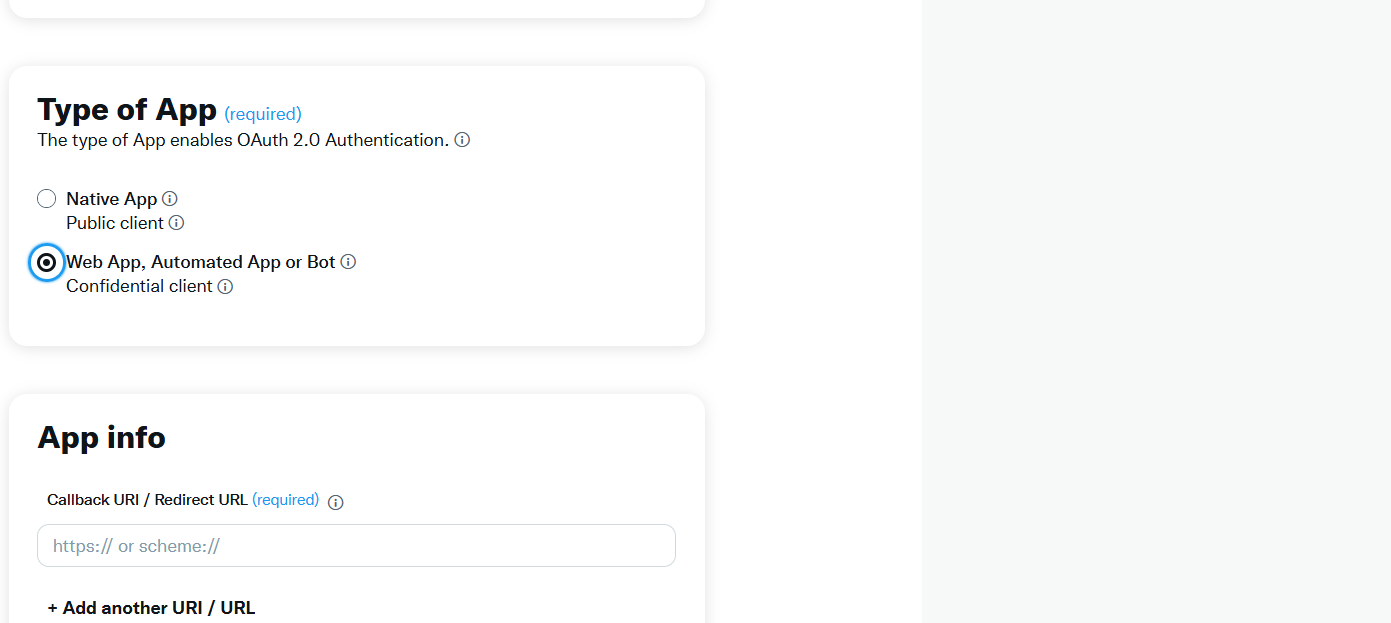 Type of App (required)
The type of App enables OAuth 2.0 Authentication.
Native App
Public client
Web App, Automated App or Bot
Confidential client
App info
Callback URI / Redirect URL (required)
https:// or scheme://
+ Add another URI / URL